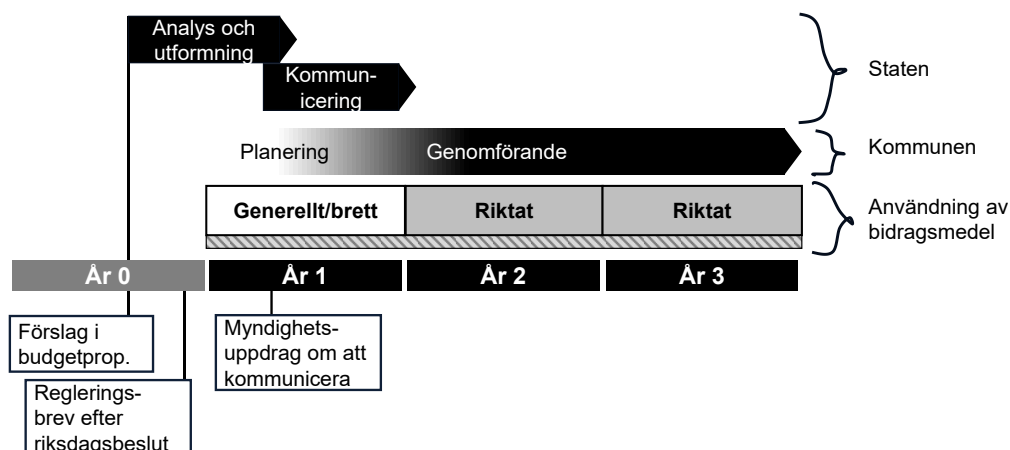 Analys och
utformning
Kommun-
icering
Staten
Planering
Genomförande
Kommunen
Generellt/brett
Riktat
Riktat
Användning av
bidragsmedel
År 0
År 1
År 2
År 3
Förslag i
budgetprop.
Myndighets-
uppdrag om att
kommunicera
Reglerings-
brev efter
riksdagsbeslut